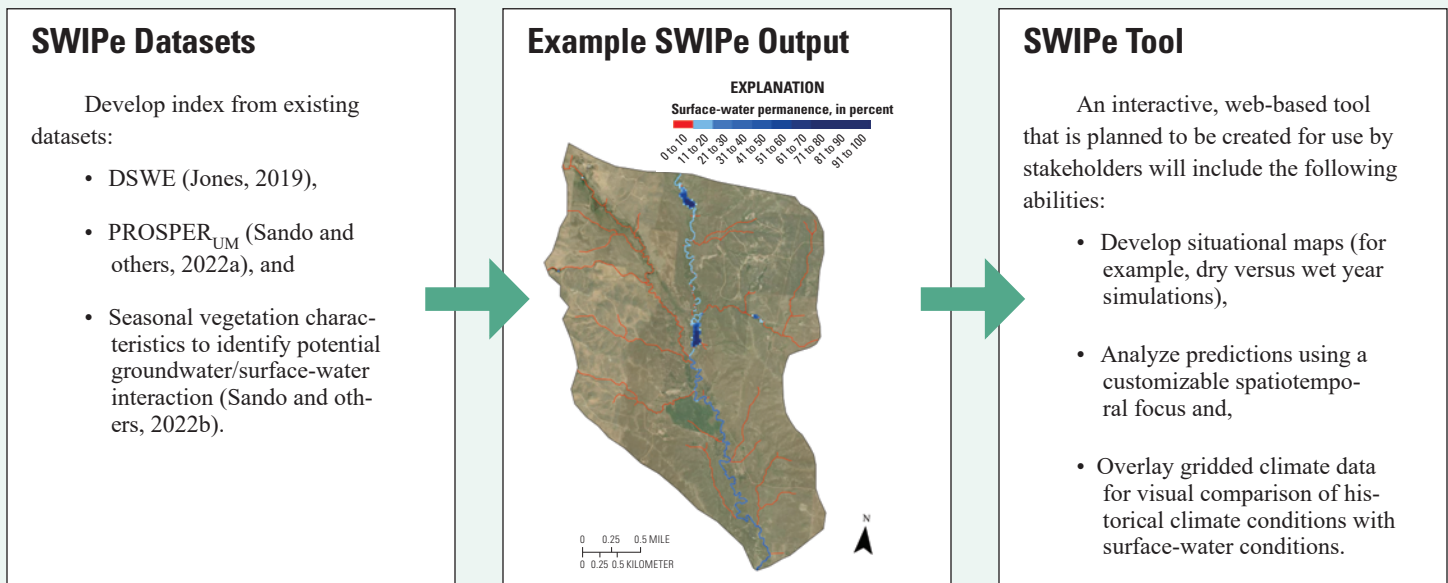 SWIPe Datasets
Develop index from existing
datasets:
• DSWE (Jones, 2019),
• PROSPER_UM (Sando and
others, 2022a), and
• Seasonal vegetation charac-
teristics to identify potential
groundwater/surface-water
interaction (Sando and oth-
ers, 2022b).
Example SWIPe Output
EXPLANATION
Surface-water permanence, in percent
0 to 10
11 to 20
21 to 30
31 to 40
41 to 50
51 to 60
61 to 70
71 to 80
81 to 90
91 to 100
0 0.25 0.5 MILE
0 0.25 0.5 KILOMETER
N
SWIPe Tool
An interactive, web-based tool
that is planned to be created for use by
stakeholders will include the following
abilities:
• Develop situational maps (for
example, dry versus wet year
simulations),
• Analyze predictions using a
customizable spatiotempo-
ral focus and,
• Overlay gridded climate data
for visual comparison of his-
torical climate conditions with
surface-water conditions.